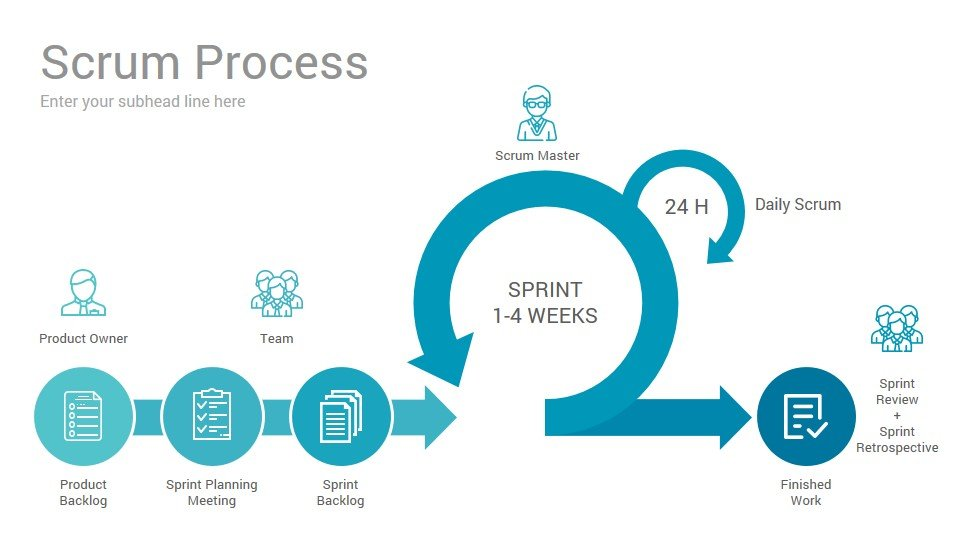 Scrum Process
Enter your subhead line here
Scrum Master
24 H
Daily Scrum
SPRINT
1-4 WEEKS
Product Owner
Team
Product
Backlog
Sprint Planning
Meeting
Sprint
Backlog
Finished
Work
Sprint
Review
+
Sprint
Retrospective